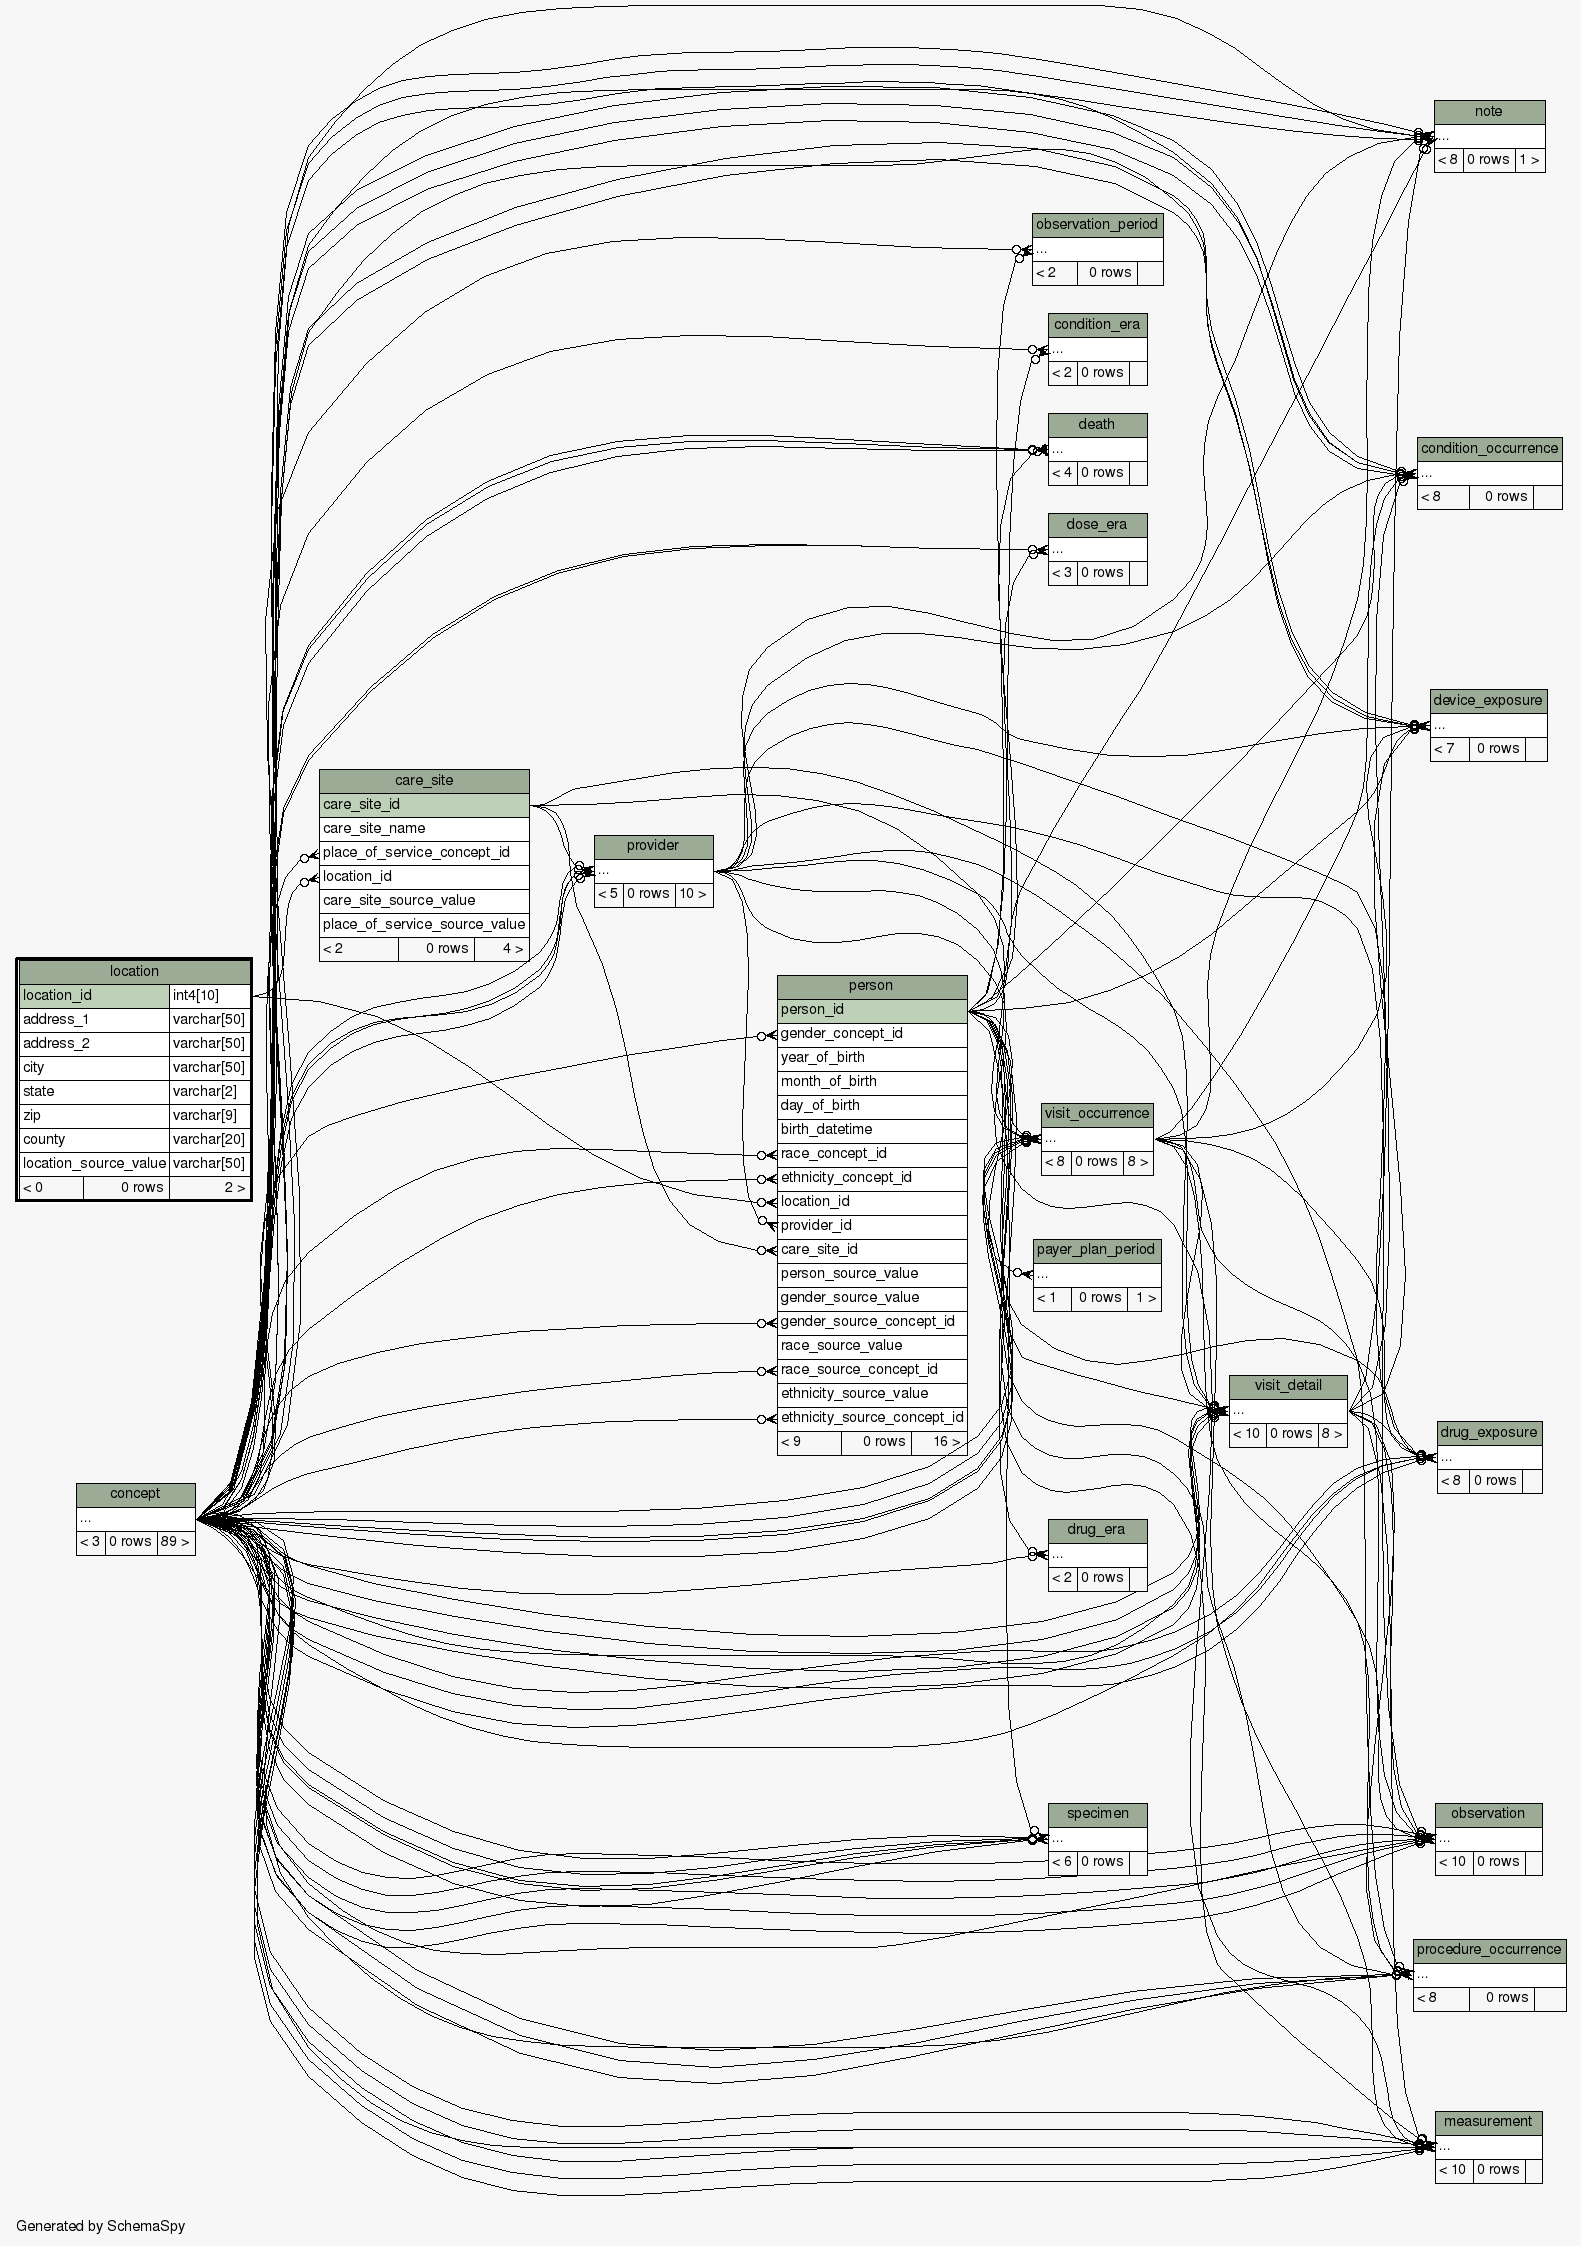 note
...
< 8 0 rows 1 >
observation_period
...
< 2 0 rows
condition_era
...
< 2 0 rows
death
...
< 4 0 rows
condition_occurrence
...
< 8 0 rows
dose_era
...
< 3 0 rows
device_exposure
...
< 7 0 rows
care_site
care_site_id
care_site_name
place_of_service_concept_id
location_id
care_site_source_value
place_of_service_source_value
< 2 0 rows 4 >
provider
...
< 5 0 rows 10 >
location
location_id int4[10]
address_1 varchar[50]
address_2 varchar[50]
city varchar[50]
state varchar[2]
zip varchar[9]
county varchar[20]
location_source_value varchar[50]
< 0 0 rows 2 >
person
person_id
gender_concept_id
year_of_birth
month_of_birth
day_of_birth
birth_datetime
race_concept_id
ethnicity_concept_id
location_id
provider_id
care_site_id
person_source_value
gender_source_value
gender_source_concept_id
race_source_value
race_source_concept_id
ethnicity_source_value
ethnicity_source_concept_id
< 9 0 rows 16 >
visit_occurrence
...
< 8 0 rows 8 >
payer_plan_period
...
< 1 0 rows 1 >
visit_detail
...
< 10 0 rows 8 >
drug_exposure
...
< 8 0 rows
concept
...
< 3 0 rows 89 >
drug_era
...
< 2 0 rows
specimen
...
< 6 0 rows
observation
...
< 10 0 rows
procedure_occurrence
...
< 8 0 rows
measurement
...
< 10 0 rows
Generated by SchemaSpy